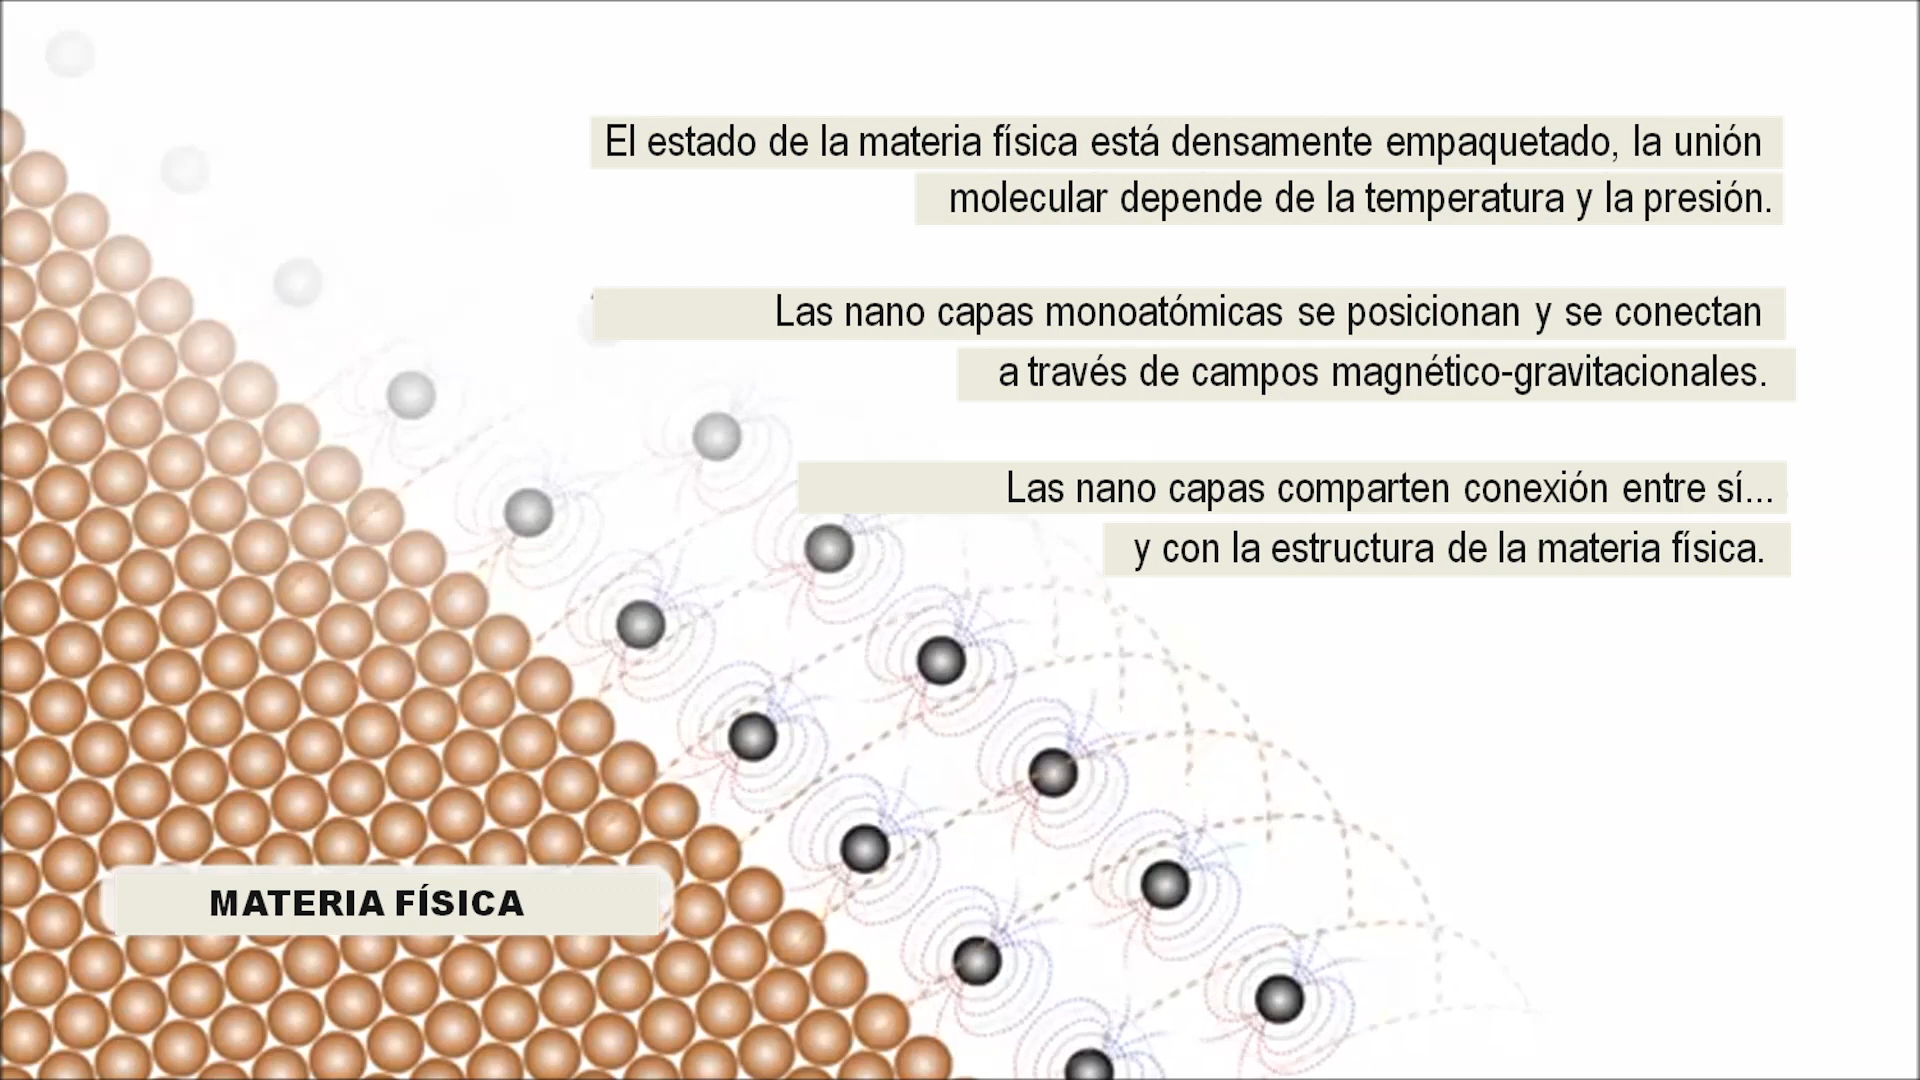 El estado de la materia física está densamente empaquetado, la unión
molecular depende de la temperatura y la presión.
Las nano capas monoatómicas se posicionan y se conectan
a través de campos magnético-gravitacionales.
Las nano capas comparten conexión entre sí...
y con la estructura de la materia física.
MATERIA FÍSICA